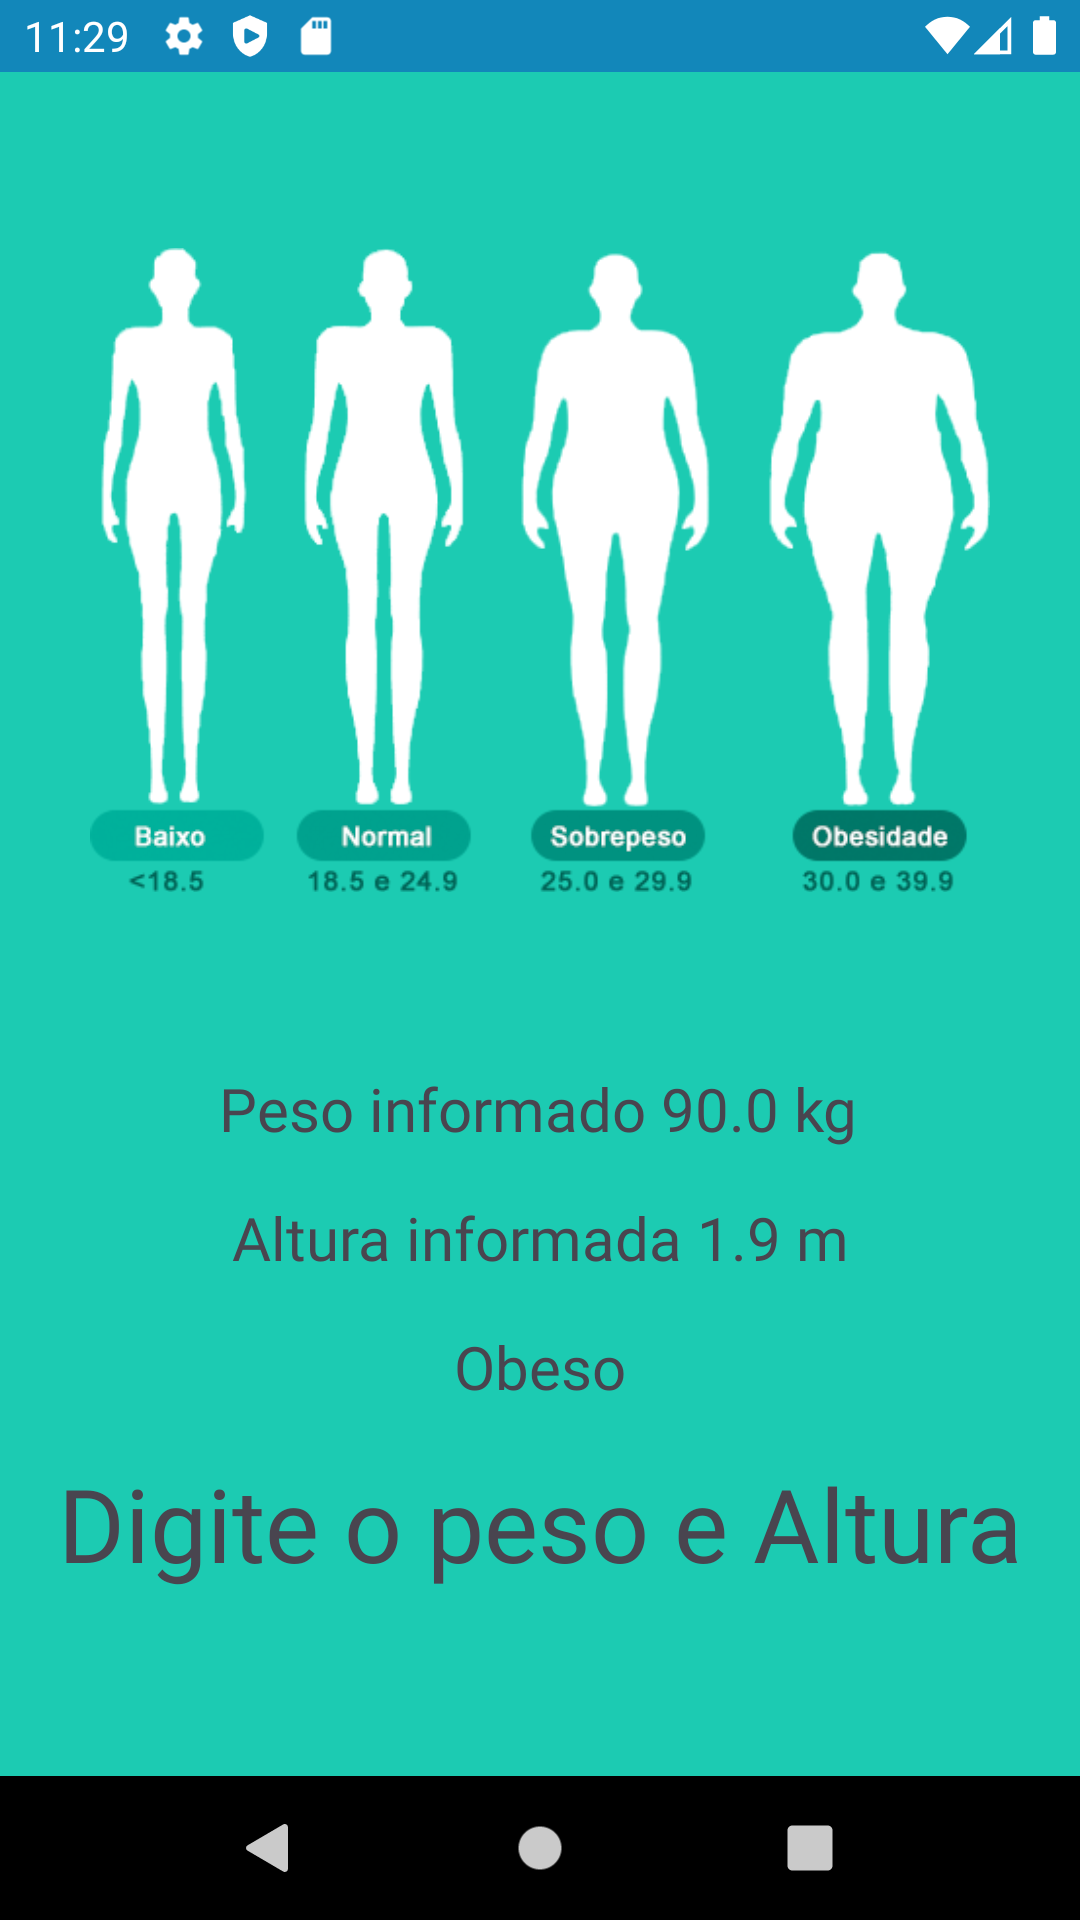 11:29
Baixo Normal Sobrepeso Obesidade
<18.5 18.5 e 24.9 25.0 e 29.9 30.0 e 39.9
Peso informado 90.0 kg
Altura informada 1.9 m
Obeso
Digite o peso e Altura